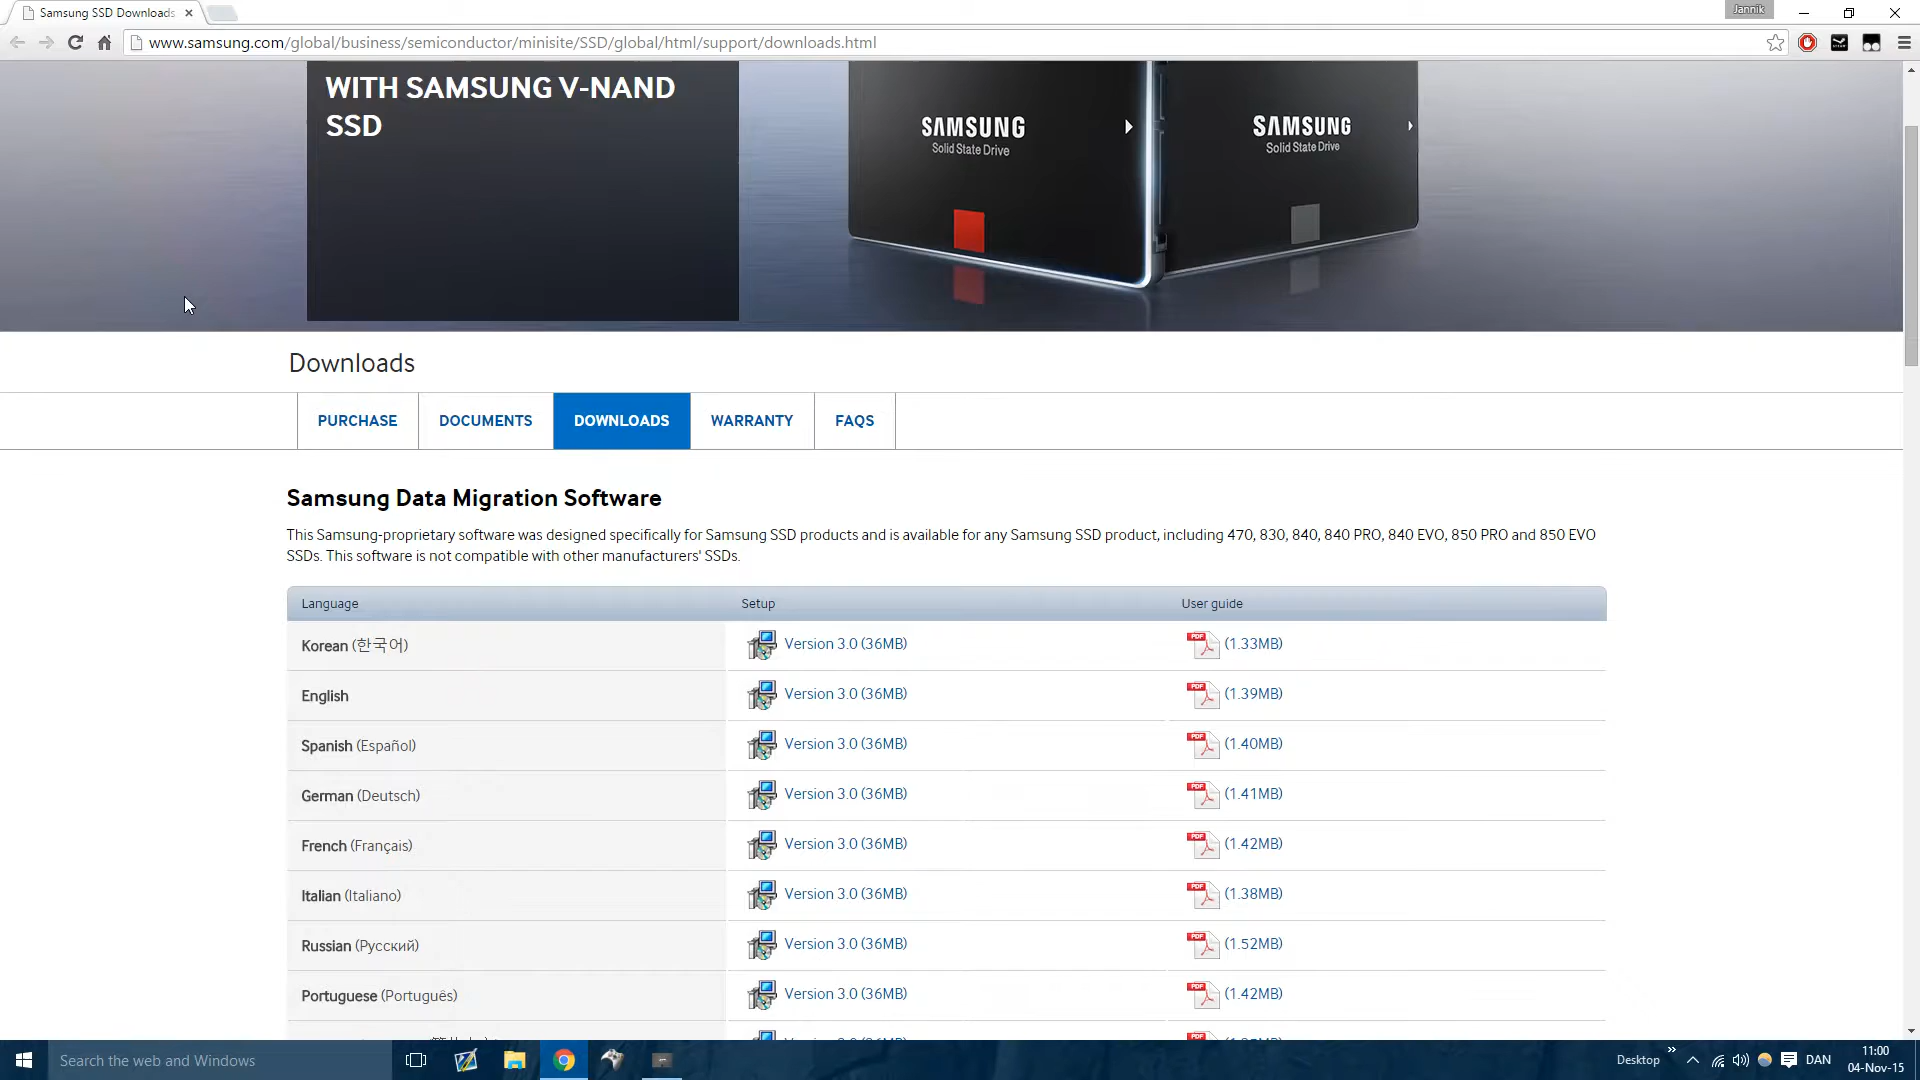 Samsung SSD Downloads
Jannik
www.samsung.com/global/business/semiconductor/minisite/SSD/global/html/support/downloads.html
WITH SAMSUNG V-NAND
SSD
SAMSUNG
Solid State Drive
SAMSUNG
Solid State Drive
Downloads
PURCHASE
DOCUMENTS
DOWNLOADS
WARRANTY
FAQS
Samsung Data Migration Software
This Samsung-proprietary software was designed specifically for Samsung SSD products and is available for any Samsung SSD product, including 470, 830, 840, 840 PRO, 840 EVO, 850 PRO and 850 EVO
SSDs. This software is not compatible with other manufacturers' SSDs.
Language Setup User guide
Korean (한국어) Version 3.0 (36MB) PDF (1.33MB)
English Version 3.0 (36MB) PDF (1.39MB)
Spanish (Español) Version 3.0 (36MB) PDF (1.40MB)
German (Deutsch) Version 3.0 (36MB) PDF (1.41MB)
French (Français) Version 3.0 (36MB) PDF (1.42MB)
Italian (Italiano) Version 3.0 (36MB) PDF (1.38MB)
Russian (Русский) Version 3.0 (36MB) PDF (1.52MB)
Portuguese (Português) Version 3.0 (36MB) PDF (1.42MB)
Search the web and Windows
Desktop
DAN
11:00
04-Nov-15